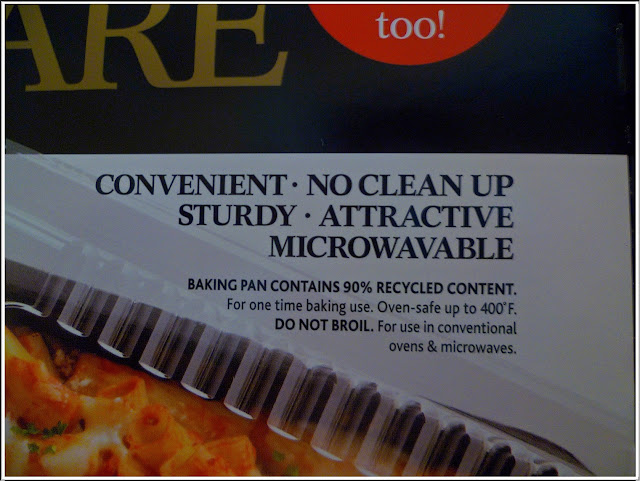 too!
ARE
CONVENIENT · NO CLEAN UP
STURDY · ATTRACTIVE
MICROWAVABLE
BAKING PAN CONTAINS 90% RECYCLED CONTENT.
For one time baking use. Oven-safe up to 400°F.
DO NOT BROIL. For use in conventional
ovens & microwaves.